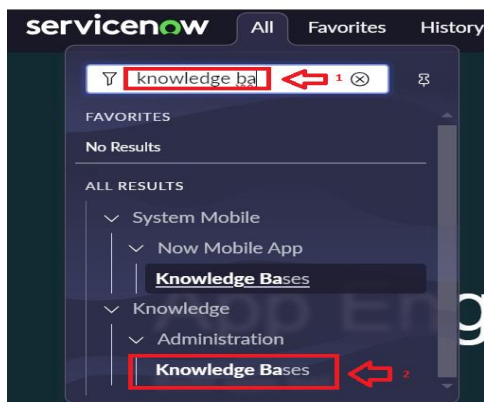 servicenow All Favorites History
knowledge ba 1
FAVORITES
No Results
ALL RESULTS
System Mobile
Now Mobile App
Knowledge Bases
Knowledge
Administration
Knowledge Bases 2